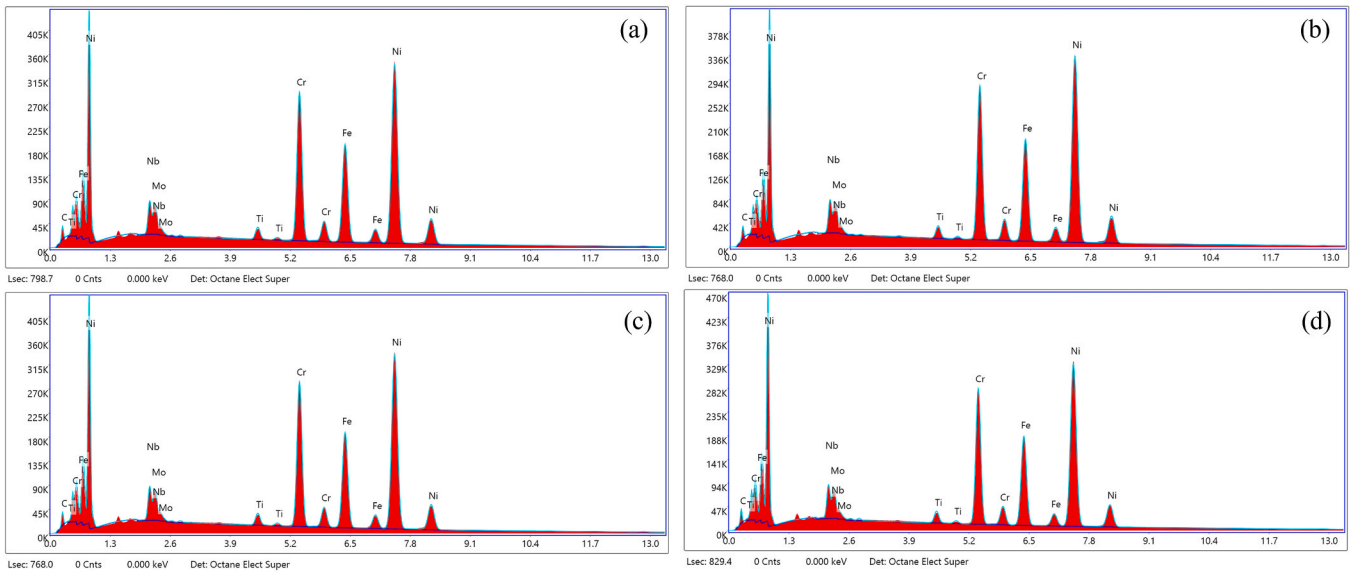 (a)
405K
360K
315K
270K
225K
180K
135K
90K
45K
0K
Ni
Fe
Cr
C
Ti
Nb
Mo
Nb
Mo
Ti
Ti
Cr
Cr
Fe
Fe
Ni
Ni
0.0 1.3 2.6 3.9 5.2 6.5 7.8 9.1 10.4 11.7 13.0
Lsec: 798.7 0 Cnts 0.000 keV Det: Octane Elect Super
(b)
378K
336K
294K
252K
210K
168K
126K
84K
42K
0K
Ni
Fe
Cr
C
Ti
Nb
Mo
Nb
Mo
Ti
Ti
Cr
Cr
Fe
Fe
Ni
Ni
0.0 1.3 2.6 3.9 5.2 6.5 7.8 9.1 10.4 11.7 13.0
Lsec: 768.0 0 Cnts 0.000 keV Det: Octane Elect Super
(c)
405K
360K
315K
270K
225K
180K
135K
90K
45K
0K
Ni
Fe
Cr
C
Ti
Nb
Mo
Nb
Mo
Ti
Ti
Cr
Cr
Fe
Fe
Ni
Ni
0.0 1.3 2.6 3.9 5.2 6.5 7.8 9.1 10.4 11.7 13.0
Lsec: 768.0 0 Cnts 0.000 keV Det: Octane Elect Super
(d)
470K
423K
376K
329K
282K
235K
188K
141K
94K
47K
0K
Ni
Fe
Cr
C
Ti
Nb
Mo
Nb
Mo
Ti
Ti
Cr
Cr
Fe
Fe
Ni
Ni
0.0 1.3 2.6 3.9 5.2 6.5 7.8 9.1 10.4 11.7 13.0
Lsec: 829.4 0 Cnts 0.000 keV Det: Octane Elect Super